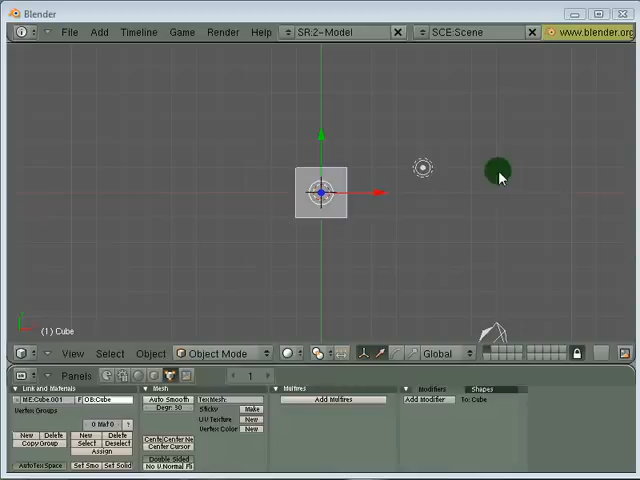 Blender
File Add Timeline Game Render Help SR:2-Model SCE:Scene www.blender.org
(1) Cube
View Select Object Object Mode Global
Panels 1
Link and Materials Mesh Multires Modifiers Shapes
ME:Cube.001 F OB:Cube Auto Smooth TexMesh: Add Multires Add Modifier To: Cube
Vertex Groups Degr: 30 Sticky Make
0 Mat 0 ? UV Texture New
New Delete New Delete Vertex Color New
Copy Group Select Deselect Center New
Assign Center Cursor
Double Sided
AutoTexSpace Set Smo Set Solid No V.Normal Fli